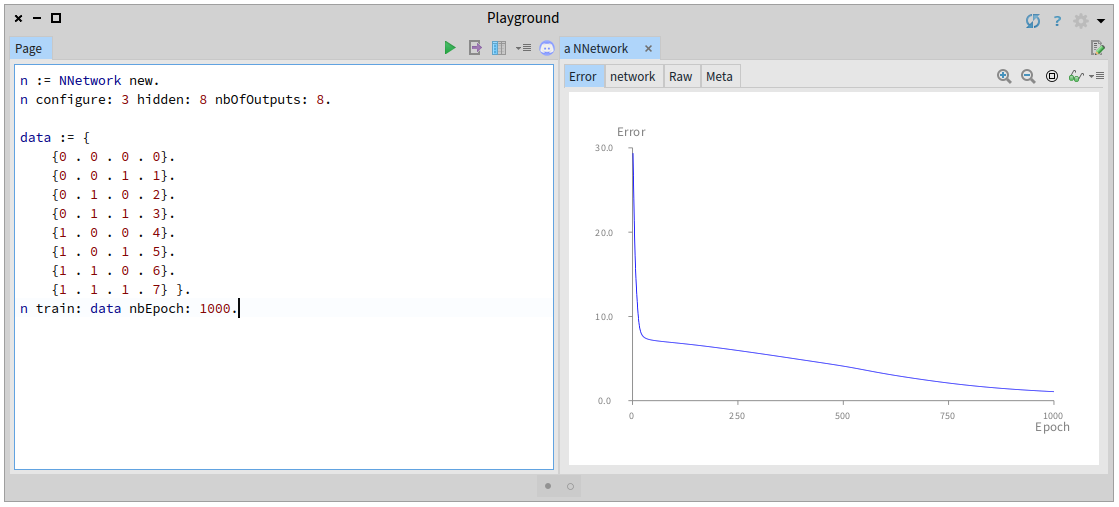 Playground
?
Page
n := NNetwork new.
n configure: 3 hidden: 8 nbOfOutputs: 8.
data := {
{0 . 0 . 0 . 0}.
{0 . 0 . 1 . 1}.
{0 . 1 . 0 . 2}.
{0 . 1 . 1 . 3}.
{1 . 0 . 0 . 4}.
{1 . 0 . 1 . 5}.
{1 . 1 . 0 . 6}.
{1 . 1 . 1 . 7} }.
n train: data nbEpoch: 1000.
a NNetwork
Error network Raw Meta
Error
30.0
20.0
10.0
0.0
0 250 500 750 1000
Epoch